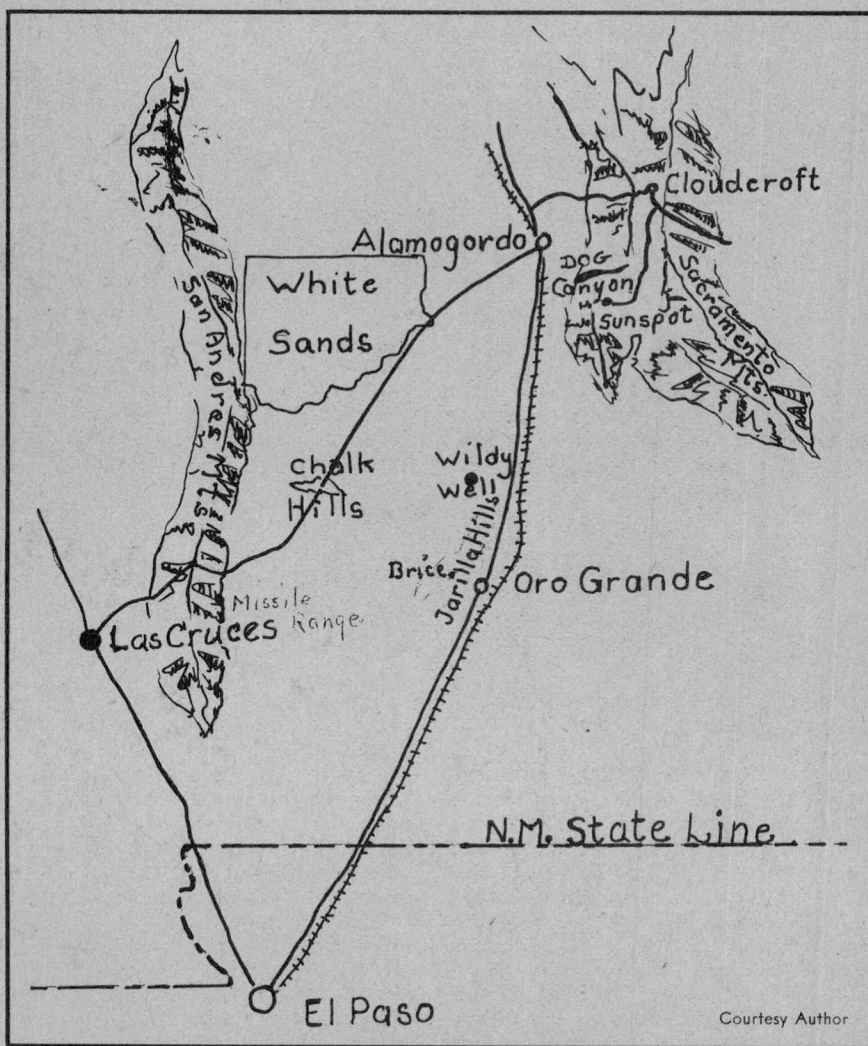 Cloudcroft
Alamogordo
DOG
Canyon
Sunspot
Sacramento
Mts.
White
Sands
San Andres Mts
Chalk
Hills
Wildy
Well
Jarilla Hills
Brice
Oro Grande
Missile
Range
Las Cruces
N.M. State Line
El Paso
Courtesy Author